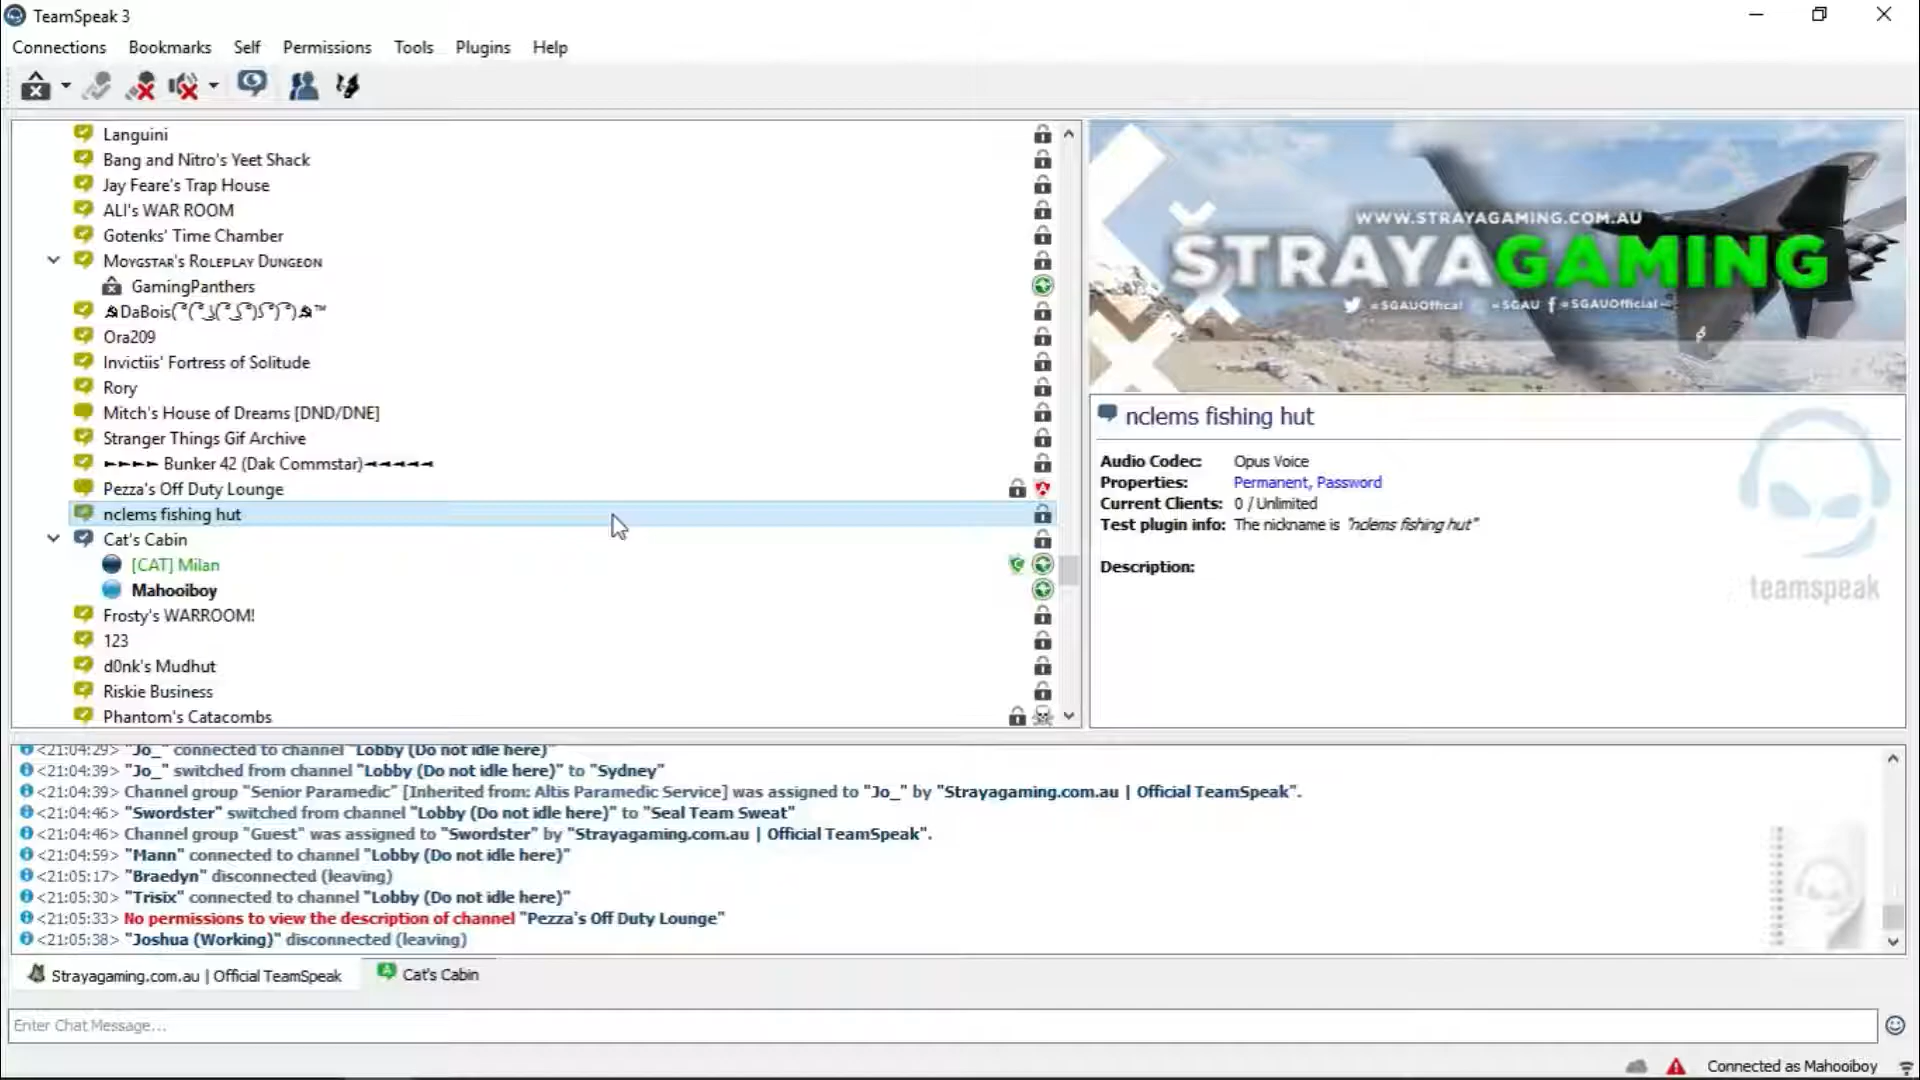 TeamSpeak 3
Connections Bookmarks Self Permissions Tools Plugins Help
Languini
Bang and Nitro's Yeet Shack
Jay Feare's Trap House
ALI's WAR ROOM
Gotenks' Time Chamber
Moygstar's Roleplay Dungeon
GamingPanthers
Ora209
Invictiis' Fortress of Solitude
Rory
Mitch's House of Dreams [DND/DNE]
Stranger Things Gif Archive
Bunker 42 (Dak Commstar)
Pezza's Off Duty Lounge
nclems fishing hut
Cat's Cabin
[CAT] Milan
Mahooiboy
Frosty's WARROOM!
123
d0nk's Mudhut
Riskie Business
Phantom's Catacombs
WWW.STRAYAGAMING.COM.AU
STRAYAGAMING
nclems fishing hut
Audio Codec: Opus Voice
Properties: Permanent, Password
Current Clients: 0 / Unlimited
Test plugin info: The nickname is "nclems fishing hut"
Description:
teamspeak
<21:04:29> "Jo_" connected to channel "Lobby (Do not idle here)"
<21:04:39> "Jo_" switched from channel "Lobby (Do not idle here)" to "Sydney"
<21:04:39> Channel group "Senior Paramedic" [Inherited from: Altis Paramedic Service] was assigned to "Jo_" by "Strayagaming.com.au | Official TeamSpeak".
<21:04:46> "Swordster" switched from channel "Lobby (Do not idle here)" to "Seal Team Sweat"
<21:04:46> Channel group "Guest" was assigned to "Swordster" by "Strayagaming.com.au | Official TeamSpeak".
<21:04:59> "Mann" connected to channel "Lobby (Do not idle here)"
<21:05:17> "Braedyn" disconnected (leaving)
<21:05:30> "Trisix" connected to channel "Lobby (Do not idle here)"
<21:05:33> No permissions to view the description of channel "Pezza's Off Duty Lounge"
<21:05:38> "Joshua (Working)" disconnected (leaving)
Strayagaming.com.au | Official TeamSpeak Cat's Cabin
Enter Chat Message...
Connected as Mahooiboy